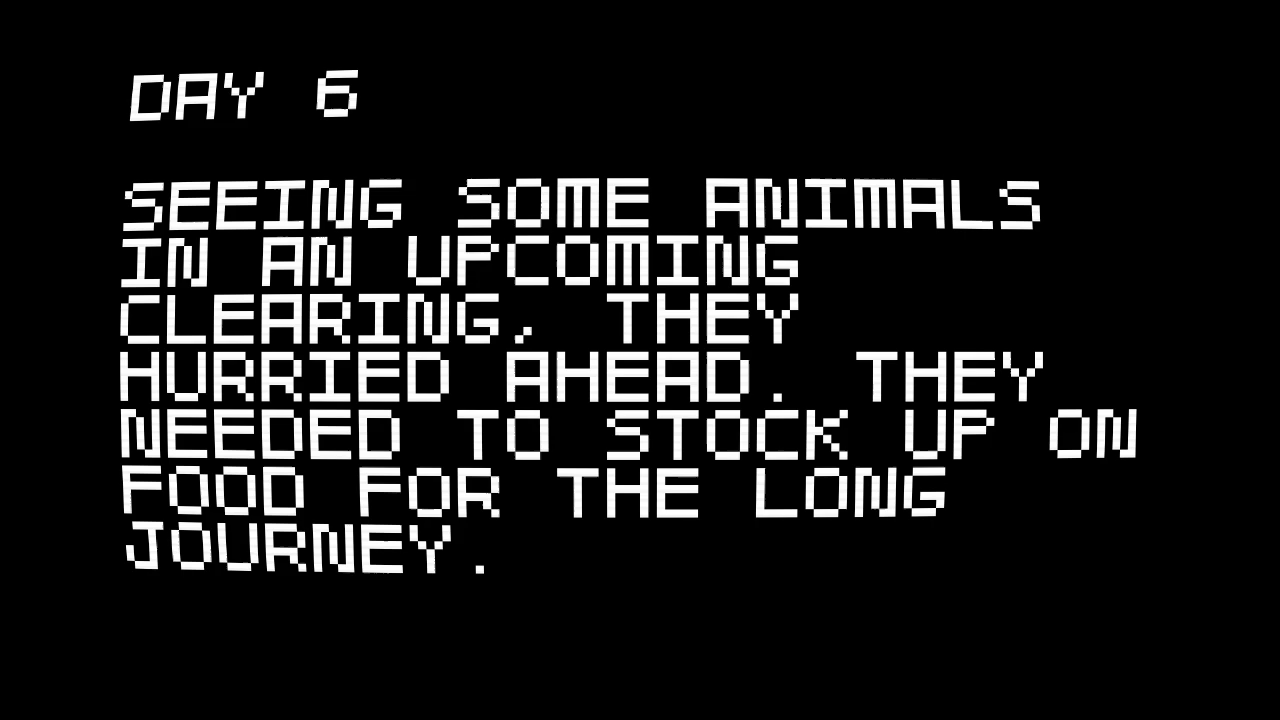 DAY 6
SEEING SOME ANIMALS
IN AN UPCOMING
CLEARING, THEY
HURRIED AHEAD. THEY
NEEDED TO STOCK UP ON
FOOD FOR THE LONG
JOURNEY.